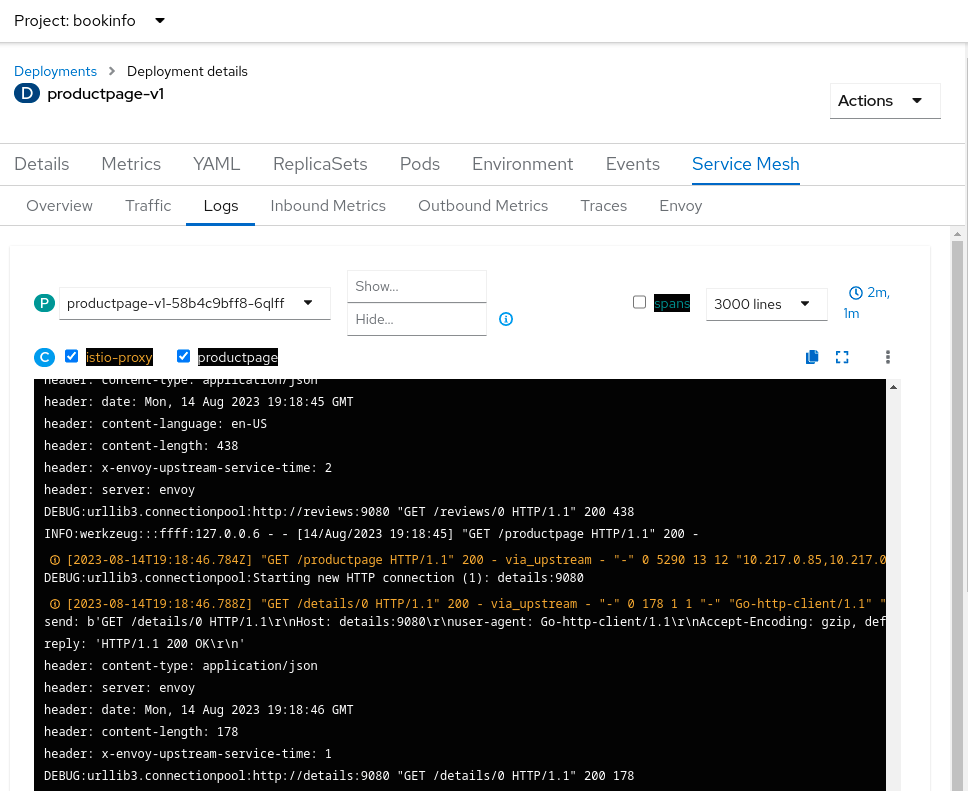 Project: bookinfo
Deployments > Deployment details
D productpage-v1
Actions
Details Metrics YAML ReplicaSets Pods Environment Events Service Mesh
Overview Traffic Logs Inbound Metrics Outbound Metrics Traces Envoy
P productpage-v1-58b4c9bff8-6qlff
Show...
Hide...
spans
3000 lines
2m,
1m
C istio-proxy productpage
header: content-type: application/json
header: date: Mon, 14 Aug 2023 19:18:45 GMT
header: content-language: en-US
header: content-length: 438
header: x-envoy-upstream-service-time: 2
header: server: envoy
DEBUG:urllib3.connectionpool:http://reviews:9080 "GET /reviews/0 HTTP/1.1" 200 438
INFO:werkzeug:::ffff:127.0.0.6 - - [14/Aug/2023 19:18:45] "GET /productpage HTTP/1.1" 200 -
[2023-08-14T19:18:46.784Z] "GET /productpage HTTP/1.1" 200 - via_upstream - "-" 0 5290 13 12 "10.217.0.85,10.217.0
DEBUG:urllib3.connectionpool:Starting new HTTP connection (1): details:9080
[2023-08-14T19:18:46.788Z] "GET /details/0 HTTP/1.1" 200 - via_upstream - "-" 0 178 1 1 "-" "Go-http-client/1.1" "
send: b'GET /details/0 HTTP/1.1\r\nHost: details:9080\r\nuser-agent: Go-http-client/1.1\r\nAccept-Encoding: gzip, def
reply: 'HTTP/1.1 200 OK\r\n'
header: content-type: application/json
header: server: envoy
header: date: Mon, 14 Aug 2023 19:18:46 GMT
header: content-length: 178
header: x-envoy-upstream-service-time: 1
DEBUG:urllib3.connectionpool:http://details:9080 "GET /details/0 HTTP/1.1" 200 178